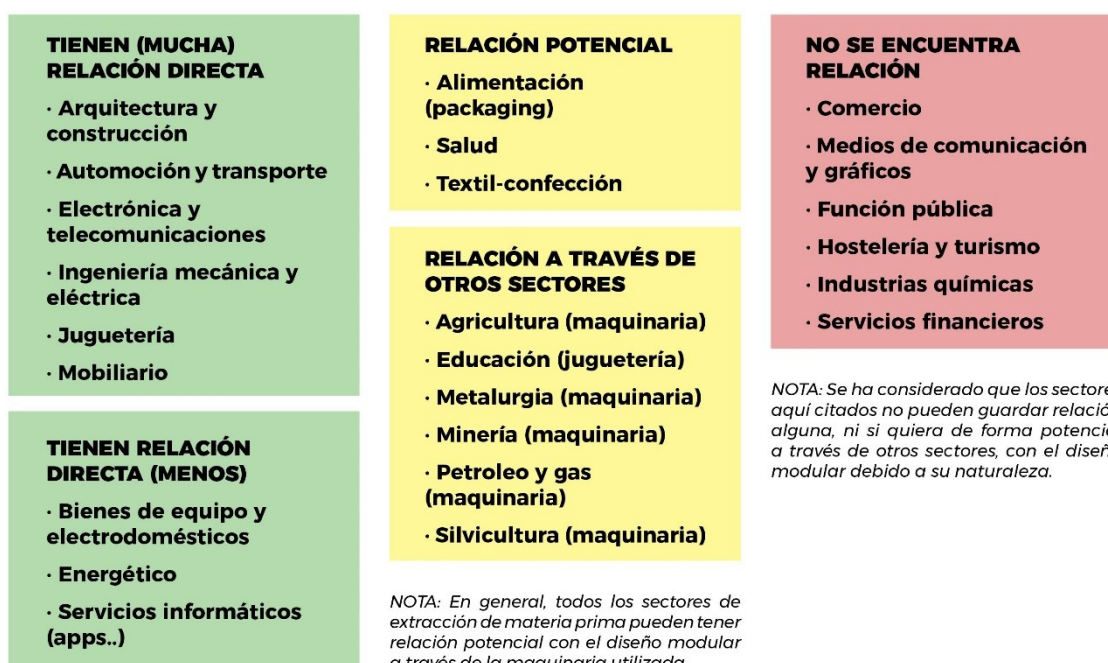 TIENEN (MUCHA)
RELACIÓN DIRECTA
· Arquitectura y
construcción
· Automoción y transporte
· Electrónica y
telecomunicaciones
· Ingeniería mecánica y
eléctrica
· Juguetería
· Mobiliario
TIENEN RELACIÓN
DIRECTA (MENOS)
· Bienes de equipo y
electrodomésticos
· Energético
· Servicios informáticos
(apps..)
RELACIÓN POTENCIAL
· Alimentación
(packaging)
· Salud
· Textil-confección
RELACIÓN A TRAVÉS DE
OTROS SECTORES
· Agricultura (maquinaria)
· Educación (juguetería)
· Metalurgia (maquinaria)
· Minería (maquinaria)
· Petroleo y gas
(maquinaria)
· Silvicultura (maquinaria)
NOTA: En general, todos los sectores de
extracción de materia prima pueden tener
relación potencial con el diseño modular
a través de la maquinaria utilizada
NO SE ENCUENTRA
RELACIÓN
· Comercio
· Medios de comunicación
y gráficos
· Función pública
· Hostelería y turismo
· Industrias químicas
· Servicios financieros
NOTA: Se ha considerado que los sectore
aquí citados no pueden guardar relació
alguna, ni si quiera de forma potencia
a través de otros sectores, con el diseñ
modular debido a su naturaleza.